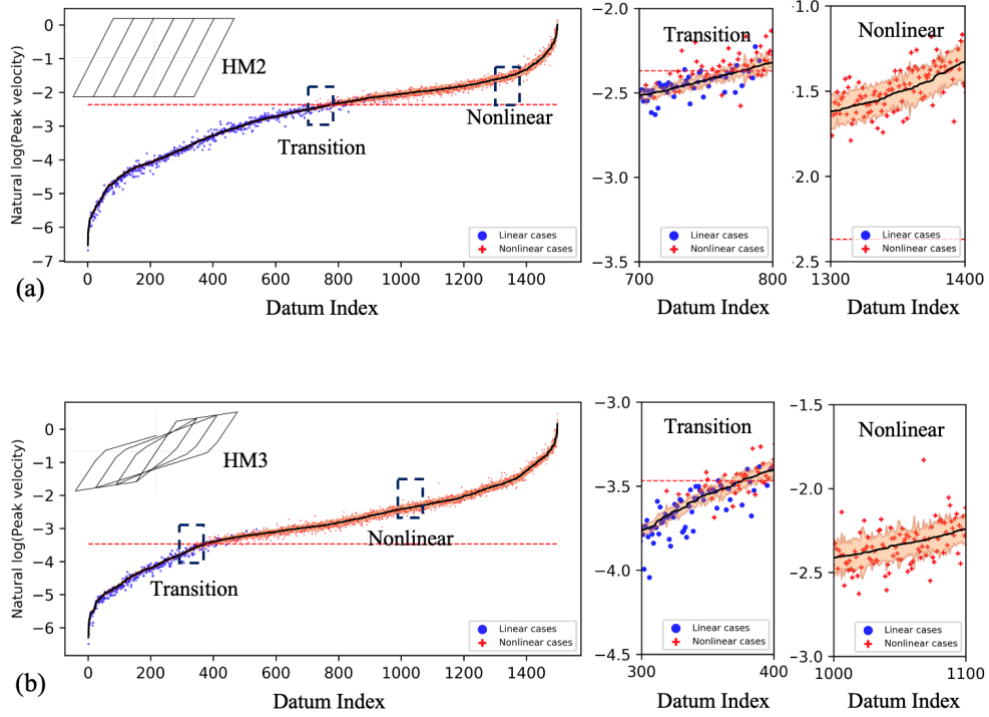 (a)
Natural log(Peak velocity)
0
−1
−2
−3
−4
−5
−6
−7
HM2
Transition
Nonlinear
Linear cases
Nonlinear cases
0 200 400 600 800 1000 1200 1400
Datum Index
−2.0
−2.5
−3.0
−3.5
Transition
Linear cases
Nonlinear cases
700 800
Datum Index
−1.0
−1.5
−2.0
2.5
Nonlinear
Linear cases
Nonlinear cases
1300 1400
Datum Index
(b)
Natural log(Peak velocity)
0
−1
−2
−3
−4
−5
−6
HM3
Nonlinear
Transition
Linear cases
Nonlinear cases
0 200 400 600 800 1000 1200 1400
Datum Index
−3.0
−3.5
−4.0
−4.5
Transition
Linear cases
Nonlinear cases
300 400
Datum Index
−1.5
−2.0
−2.5
−3.0
Nonlinear
Linear cases
Nonlinear cases
1000 1100
Datum Index